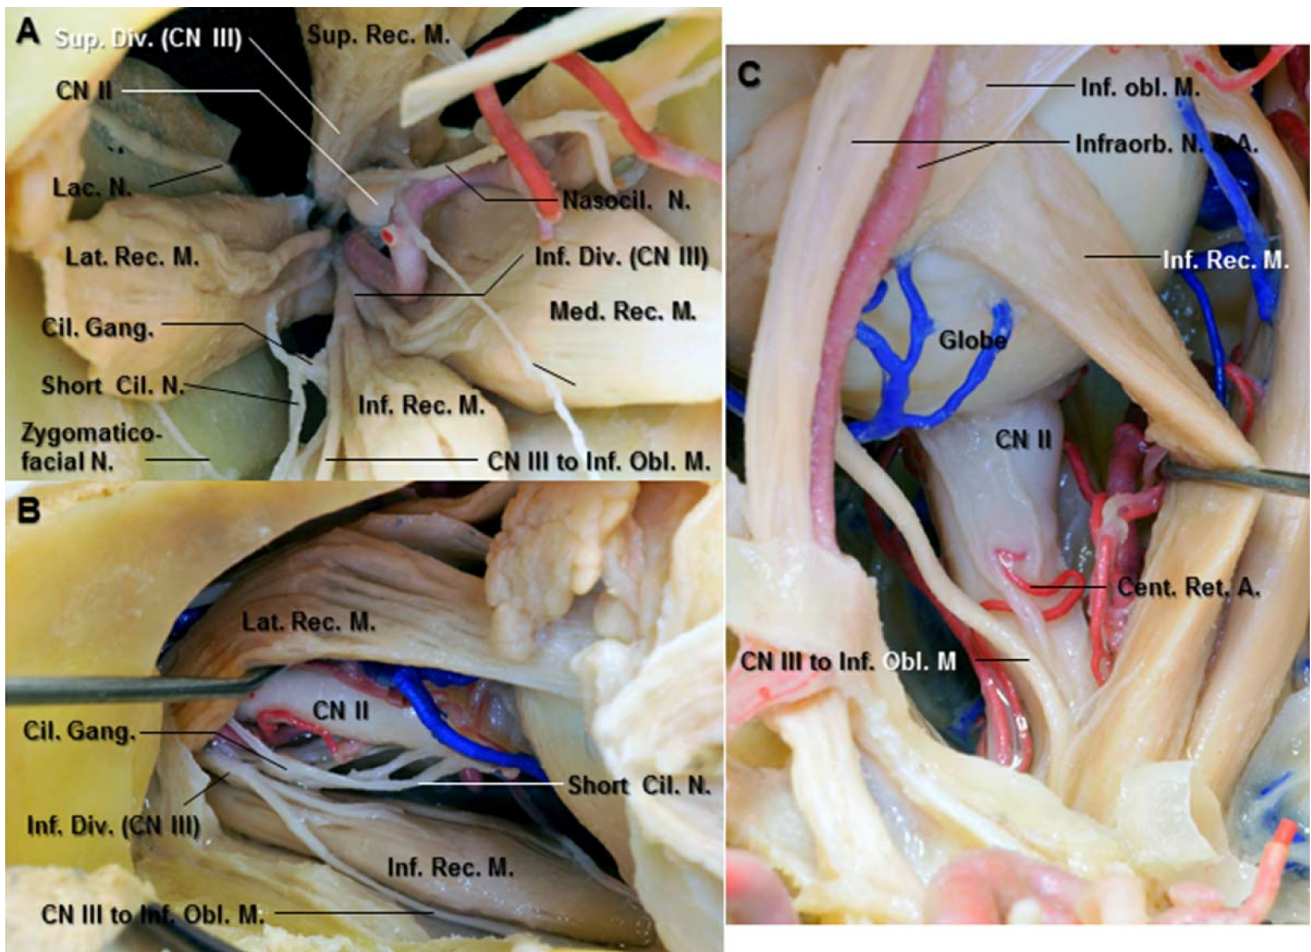 A
Sup. Div. (CN III)
Sup. Rec. M.
CN II
Lac. N.
Nasocil. N.
Lat. Rec. M.
Inf. Div. (CN III)
Med. Rec. M.
Cil. Gang.
Short Cil. N.
Inf. Rec. M.
Zygomatico-
facial N.
CN III to Inf. Obl. M.
B
Lat. Rec. M.
CN II
Cil. Gang.
Short Cil. N.
Inf. Div. (CN III)
Inf. Rec. M.
CN III to Inf. Obl. M.
C
Inf. obl. M.
Infraorb. N. A.
Inf. Rec. M.
Globe
CN II
Cent. Ret. A.
CN III to Inf. Obl. M